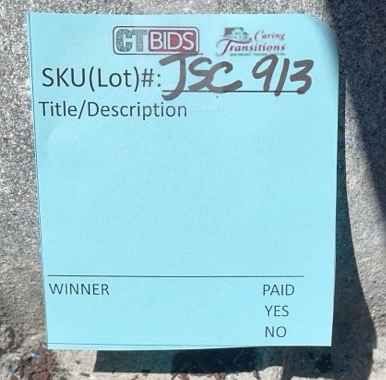 CTBIDS Caring Transitions
SKU(Lot)#: JSC 913
Title/Description
WINNER PAID
YES
NO